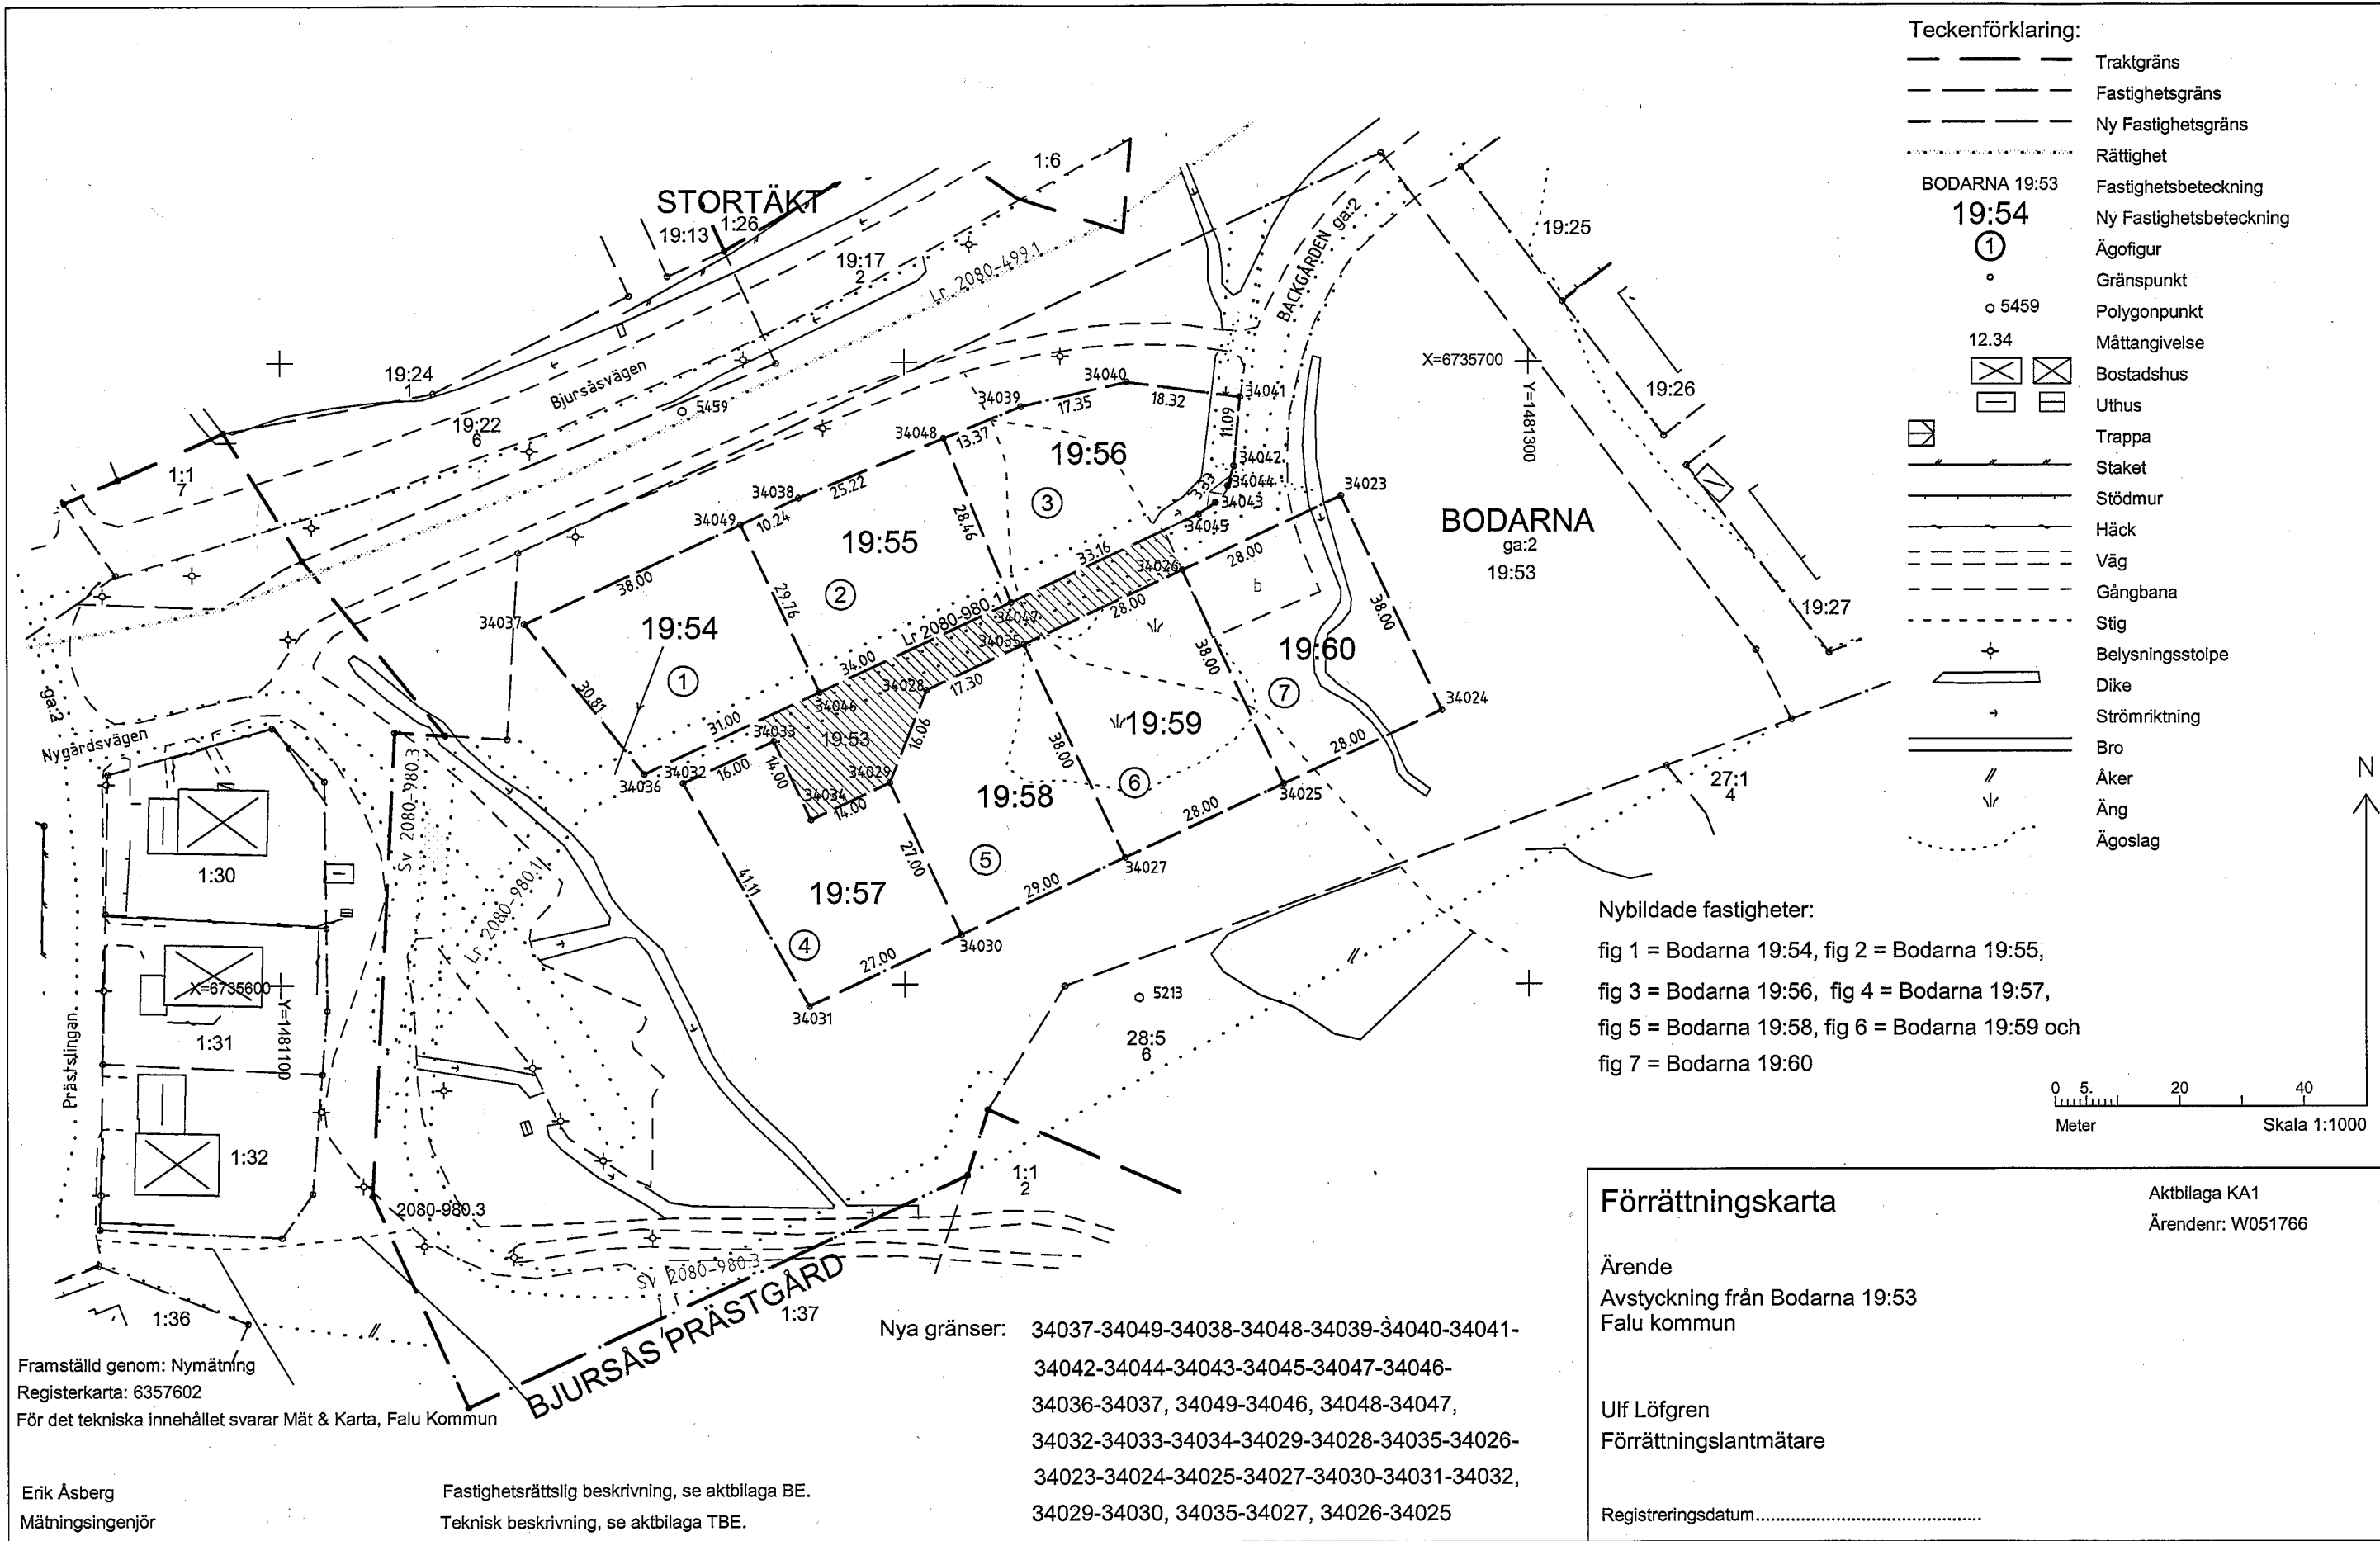 Teckenförklaring:
Traktgräns
Fastighetsgräns
Ny Fastighetsgräns
Rättighet
BODARNA 19:53 Fastighetsbeteckning
19:54 Ny Fastighetsbeteckning
1 Ägofigur
Gränspunkt
5459 Polygonpunkt
12.34 Måttangivelse
Bostadshus
Uthus
Trappa
Staket
Stödmur
Häck
Väg
Gångbana
Stig
Belysningsstolpe
Dike
Strömriktning
Bro
Åker
Äng
Ägoslag
N
STORTÄKT
1:26
19:13
1:6
19:17
2
Lr 2080-499.1
BACKGÅRDEN ga:2
19:25
19:26
19:27
X=6735700
Y=1481300
19:24
1
Bjursåsvägen
5459
19:22
6
1:1
7
34040
34041
34039
17.35
18.32
11.09
34048
13.37
19:56
34042
34044
34043
34045
3.33
3
34023
34038
25.22
34049
10.24
28.46
19:55
2
33.16
34026
28.00
BODARNA
ga:2
19:53
38.00
34037
29.76
19:54
1
Lr 2080-980.1
34047
34035
28.00
b
38.00
19:60
7
38.00
30.81
34.00
34046
34028
17.30
34024
31.00
34033
19:53
16.06
19:59
6
38.00
28.00
34036
34032
16.00
14.00
34029
34034
14.00
19:58
5
34025
28.00
27.00
34027
29.00
41.11
19:57
4
34030
27.00
34031
27:1
4
5213
28:5
6
1:1
2
ga:2
Nygårdsvägen
Sv 2080-980.3
Lr 2080-980.1
1:30
X=6735600
Y=1481100
1:31
Prästslingan
1:32
2080-980.3
Sv 2080-980.3
BJURSÅS PRÄSTGÅRD
1:37
1:36
Nybildade fastigheter:
fig 1 = Bodarna 19:54, fig 2 = Bodarna 19:55,
fig 3 = Bodarna 19:56, fig 4 = Bodarna 19:57,
fig 5 = Bodarna 19:58, fig 6 = Bodarna 19:59 och
fig 7 = Bodarna 19:60
0 5. 20 40
Meter Skala 1:1000
Nya gränser: 34037-34049-34038-34048-34039-34040-34041-
34042-34044-34043-34045-34047-34046-
34036-34037, 34049-34046, 34048-34047,
34032-34033-34034-34029-34028-35035-34026-
34023-34024-34025-34027-34030-34031-34032,
34029-34030, 34035-34027, 34026-34025
Framställd genom: Nymätning
Registerkarta: 6357602
För det tekniska innehållet svarar Mät & Karta, Falu Kommun
Erik Åsberg
Mätningsingenjör
Fastighetsrättslig beskrivning, se aktbilaga BE.
Teknisk beskrivning, se aktbilaga TBE.
Förrättningskarta
Aktbilaga KA1
Ärendenr: W051766
Ärende
Avstyckning från Bodarna 19:53
Falu kommun
Ulf Löfgren
Förrättningslantmätare
Registreringsdatum............................................